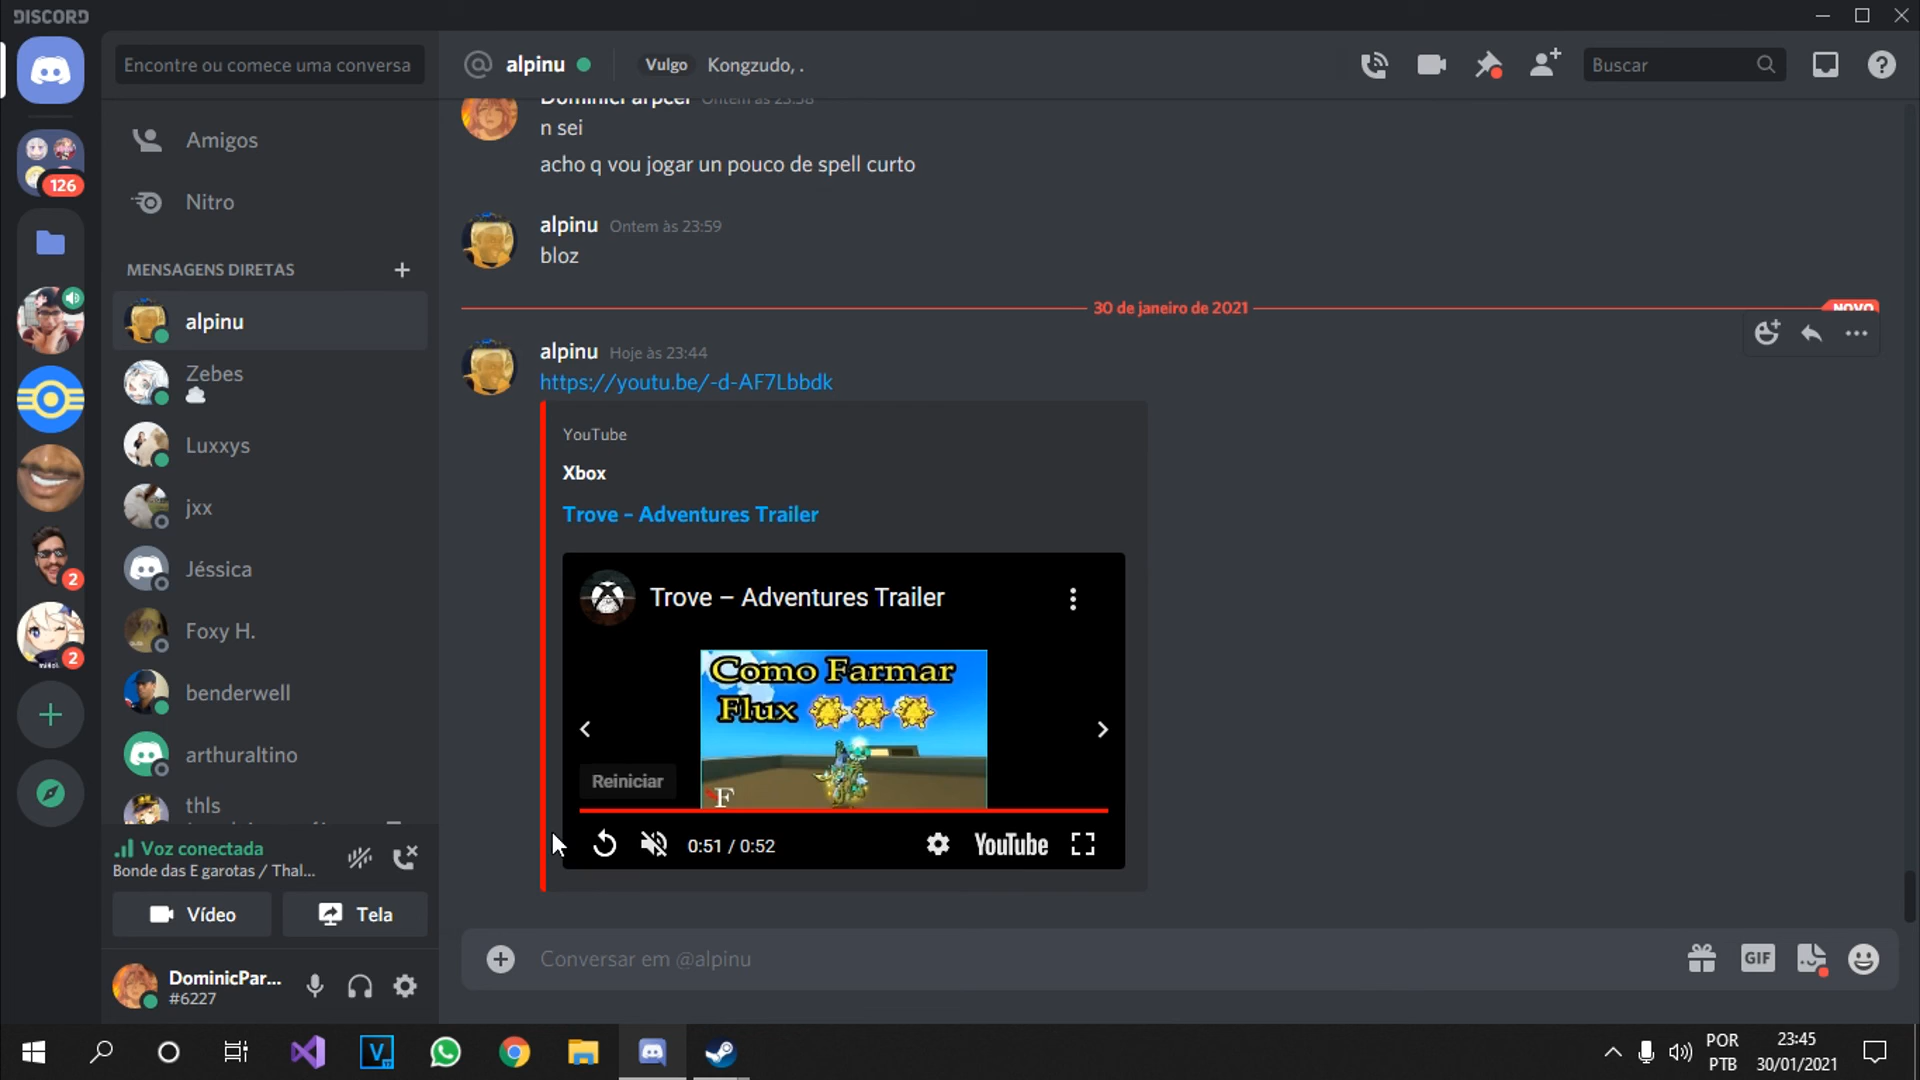 DISCORD
Encontre ou comece uma conversa
alpinu
Vulgo Kongzudo, .
Buscar
Amigos
Nitro
126
MENSAGENS DIRETAS
alpinu
Zebes
Luxxys
jxx
Jéssica
Foxy H.
benderwell
arthuraltino
thls
2
2
Voz conectada
Bonde das E garotas / Thal...
Vídeo
Tela
DominicPar...
#6227
Ontem às 23:58
n sei
acho q vou jogar un pouco de spell curto
alpinu Ontem às 23:59
bloz
30 de janeiro de 2021
NOVO
alpinu Hoje às 23:44
https://youtu.be/-d-AF7Lbbdk
YouTube
Xbox
Trove – Adventures Trailer
Trove – Adventures Trailer
Como Farmar
Flux
F
Reiniciar
0:51 / 0:52
YouTube
Conversar em @alpinu
GIF
V
POR
PTB
23:45
30/01/2021